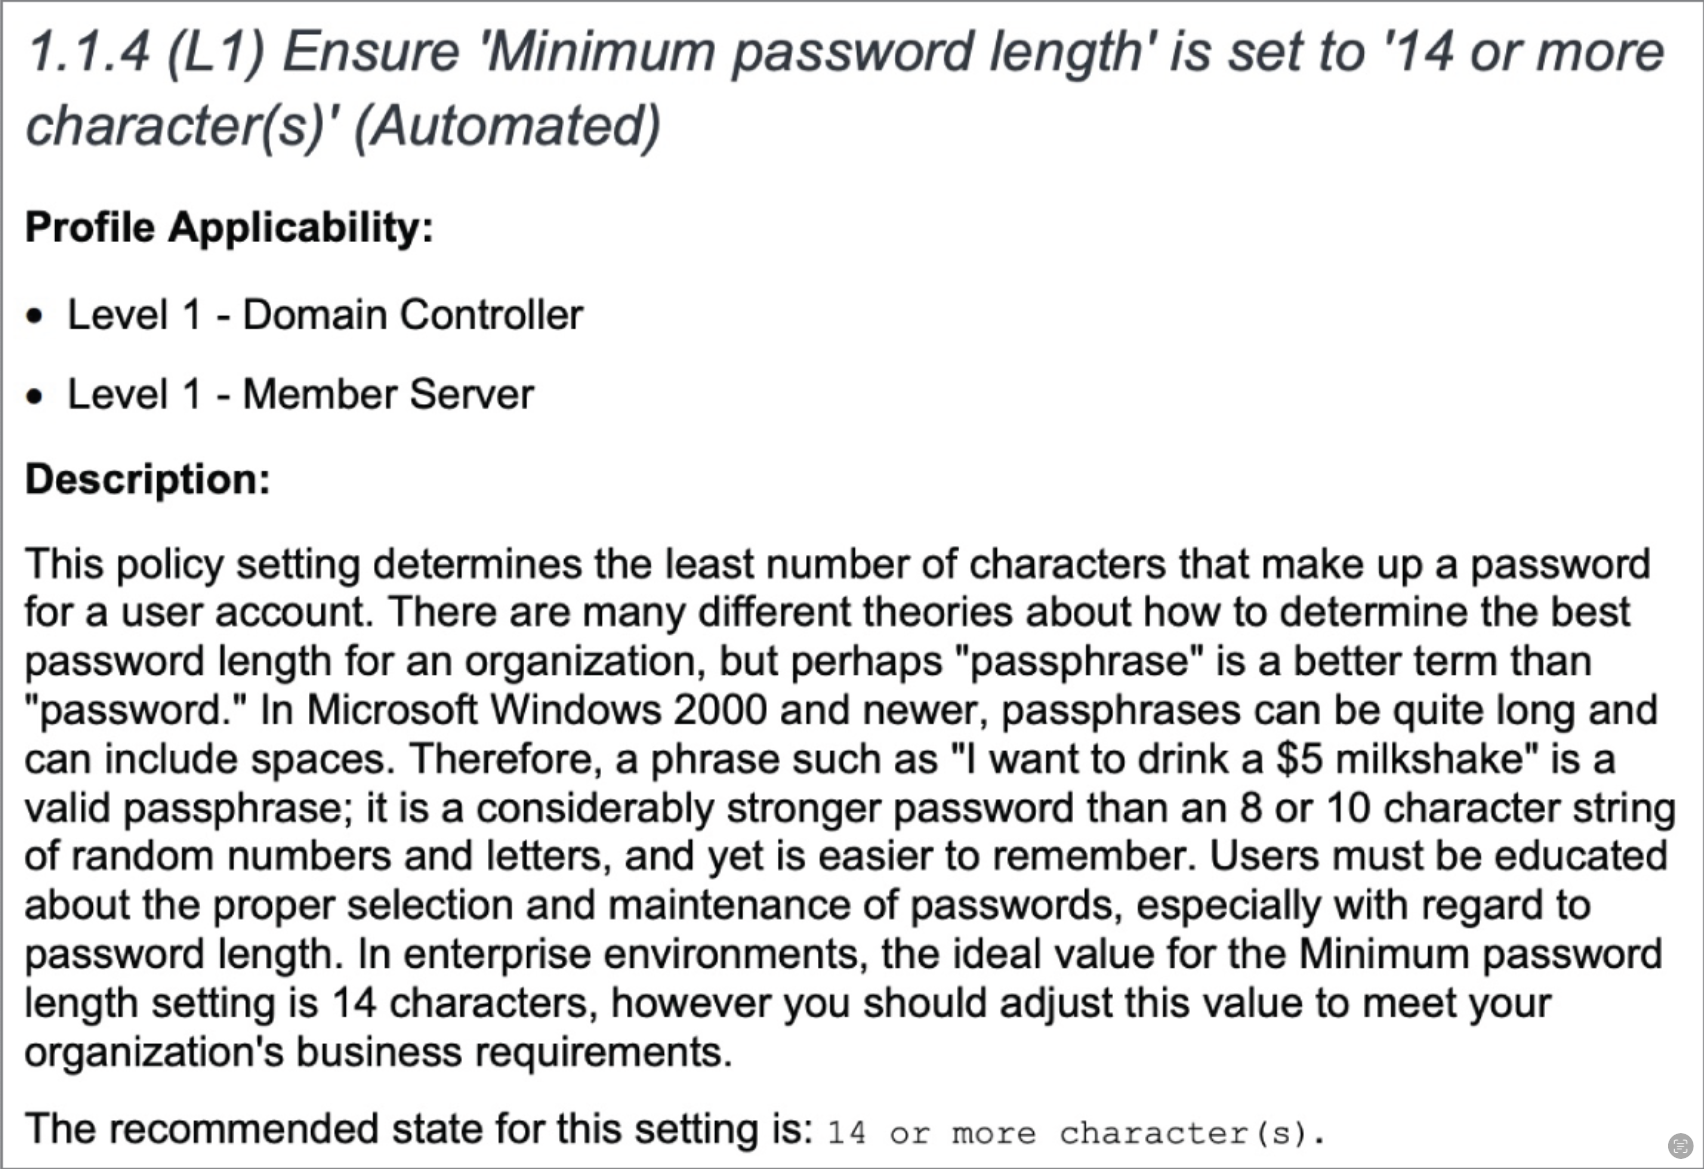 1.1.4 (L1) Ensure 'Minimum password length' is set to '14 or more
character(s)' (Automated)
Profile Applicability:
• Level 1 - Domain Controller
• Level 1 - Member Server
Description:
This policy setting determines the least number of characters that make up a password
for a user account. There are many different theories about how to determine the best
password length for an organization, but perhaps "passphrase" is a better term than
"password." In Microsoft Windows 2000 and newer, passphrases can be quite long and
can include spaces. Therefore, a phrase such as "I want to drink a $5 milkshake" is a
valid passphrase; it is a considerably stronger password than an 8 or 10 character string
of random numbers and letters, and yet is easier to remember. Users must be educated
about the proper selection and maintenance of passwords, especially with regard to
password length. In enterprise environments, the ideal value for the Minimum password
length setting is 14 characters, however you should adjust this value to meet your
organization's business requirements.
The recommended state for this setting is: 14 or more character(s).